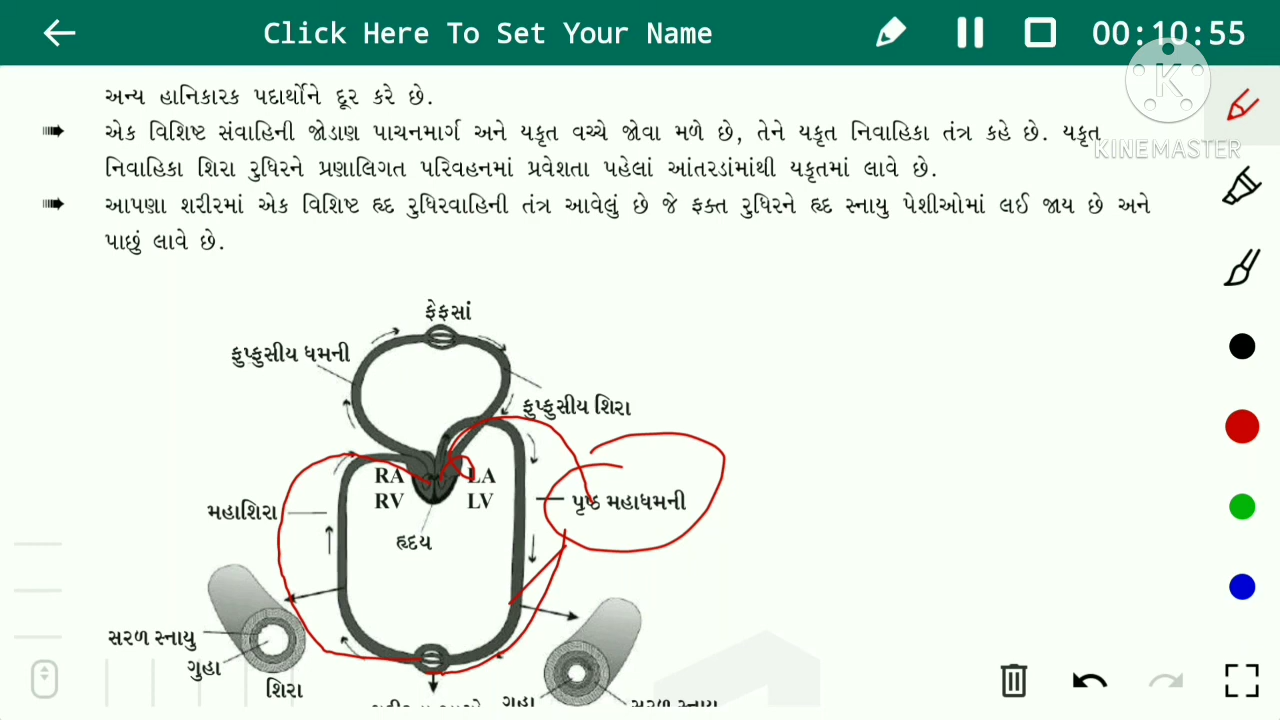 Click Here To Set Your Name
00:10:55
K
KINEMASTER
અન્ય હાનિકારક પદાર્થોને દૂર કરે છે.
એક વિશિષ્ટ સંવાહિની જોડાણ પાચનમાર્ગ અને યકૃત વચ્ચે જોવા મળે છે, તેને યકૃત નિવાહિકા તંત્ર કહે છે. યકૃત
નિવાહિકા શિરા રુધિરને પ્રણાલિગત પરિવહનમાં પ્રવેશતા પહેલાં આંતરડાંમાંથી યકૃતમાં લાવે છે.
આપણા શરીરમાં એક વિશિષ્ટ હૃદ રુધિરવાહિની તંત્ર આવેલું છે જે ફક્ત રુધિરને હૃદ સ્નાયુ પેશીઓમાં લઈ જાય છે અને
પાછું લાવે છે.
ફેફસાં
ફુપ્ફુસીય ધમની
ફુપ્ફુસીય શિરા
RA LA
RV LV
પૃષ્ઠ મહાધમની
મહાશિરા
હૃદય
સરળ સ્નાયુ
ગુહા
શિરા
ગુહા
સરળ સ્નાયુ